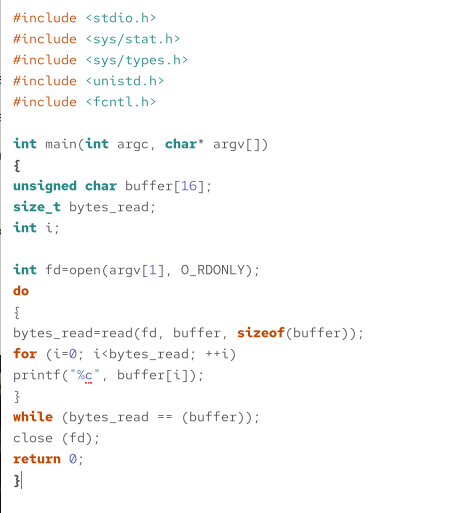 #include <stdio.h>
#include <sys/stat.h>
#include <sys/types.h>
#include <unistd.h>
#include <fcntl.h>
int main(int argc, char* argv[])
{
unsigned char buffer[16];
size_t bytes_read;
int i;
int fd=open(argv[1], O_RDONLY);
do
{
bytes_read=read(fd, buffer, sizeof(buffer));
for (i=0; i<bytes_read; ++i)
printf("%c", buffer[i]);
}
while (bytes_read == (buffer));
close (fd);
return 0;
}